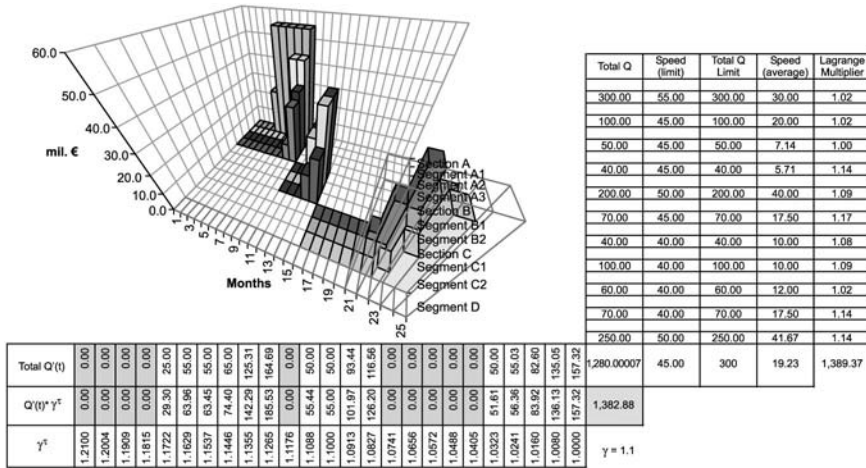 60.0
50.0
40.0
30.0
20.0
10.0
0.0
mil. €
1
3
5
7
9
11
13
15
17
19
21
23
25
Months
Section A
Segment A1
Segment A2
Segment A3
Section B
Segment B1
Segment B2
Section C
Segment C1
Segment C2
Segment D
Total Q Speed (limit) Total Q Limit Speed (average) Lagrange Multiplier
300.00 55.00 300.00 30.00 1.02
100.00 45.00 100.00 20.00 1.02
50.00 45.00 50.00 7.14 1.00
40.00 45.00 40.00 5.71 1.14
200.00 50.00 200.00 40.00 1.09
70.00 45.00 70.00 17.50 1.17
40.00 40.00 40.00 10.00 1.08
100.00 40.00 100.00 10.00 1.09
60.00 40.00 60.00 12.00 1.02
70.00 40.00 70.00 17.50 1.14
250.00 50.00 250.00 41.67 1.14
1,280.00007 45.00 300 19.23 1,389.37
Total Q'(t) 0.00 0.00 0.00 0.00 25.00 55.00 55.00 65.00 125.31 164.69 0.00 50.00 50.00 93.44 116.56 0.00 0.00 0.00 0.00 0.00 50.00 55.03 82.60 135.05 157.32
Q'(t)* γᵗ 0.00 0.00 0.00 0.00 29.30 63.96 63.45 74.40 142.29 185.53 0.00 55.44 55.00 101.97 126.20 0.00 0.00 0.00 0.00 0.00 51.61 56.36 83.92 136.13 157.32 1,382.88
γᵗ 1.2100 1.2004 1.1909 1.1815 1.1722 1.1629 1.1537 1.1446 1.1355 1.1265 1.1176 1.1088 1.1000 1.0913 1.0827 1.0741 1.0656 1.0572 1.0488 1.0405 1.0323 1.0241 1.0160 1.0080 1.0000
γ = 1.1